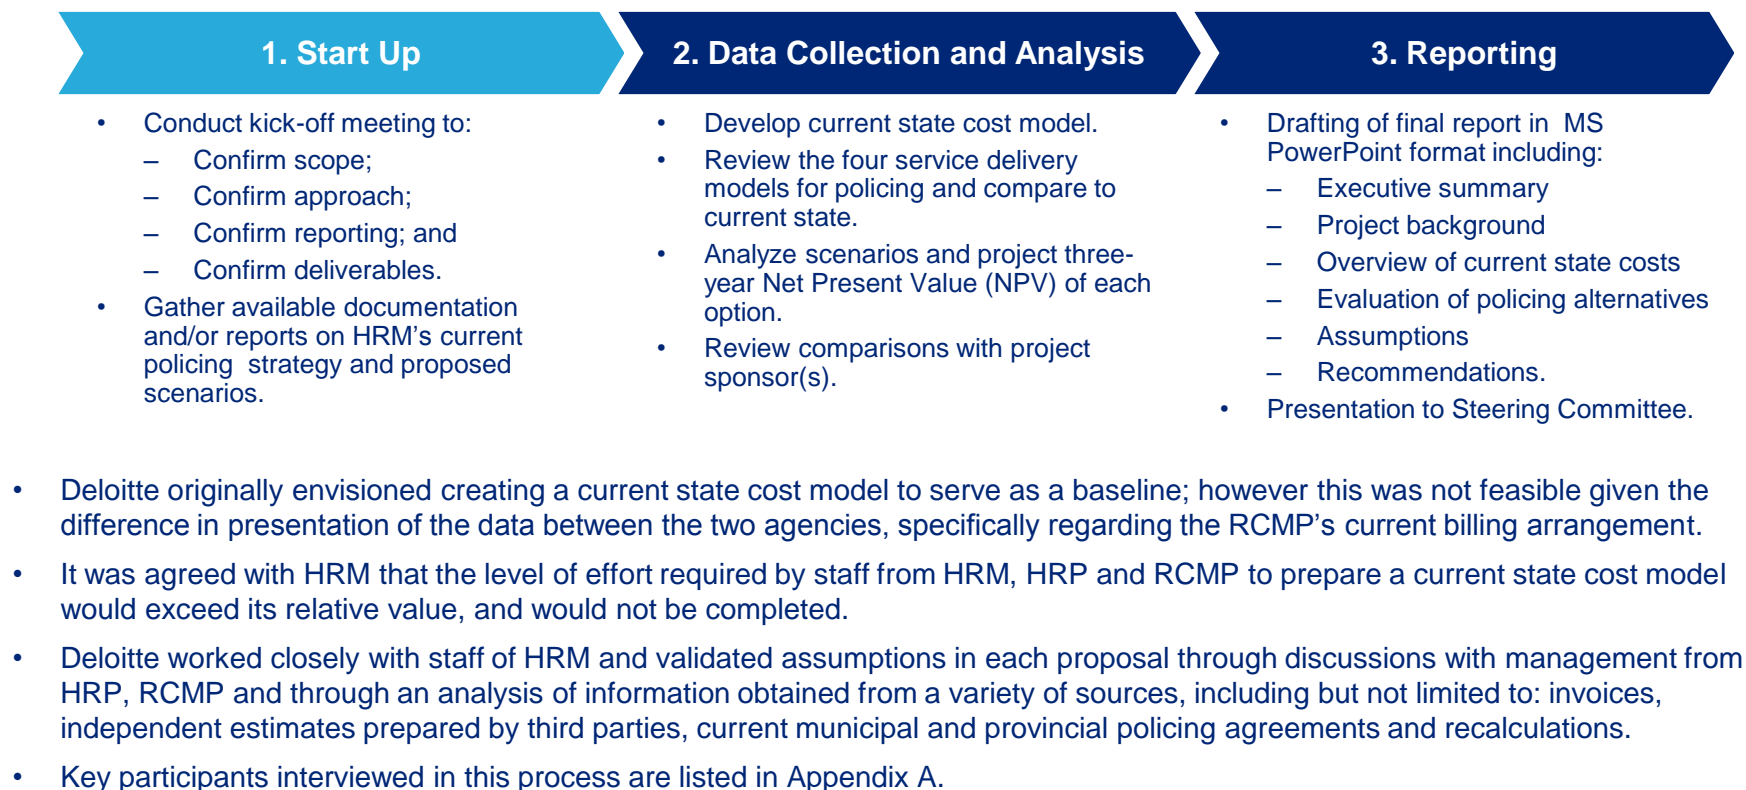 1. Start Up
• Conduct kick-off meeting to:
– Confirm scope;
– Confirm approach;
– Confirm reporting; and
– Confirm deliverables.
• Gather available documentation
and/or reports on HRM’s current
policing strategy and proposed
scenarios.
2. Data Collection and Analysis
• Develop current state cost model.
• Review the four service delivery
models for policing and compare to
current state.
• Analyze scenarios and project three-
year Net Present Value (NPV) of each
option.
• Review comparisons with project
sponsor(s).
3. Reporting
• Drafting of final report in MS
PowerPoint format including:
– Executive summary
– Project background
– Overview of current state costs
– Evaluation of policing alternatives
– Assumptions
– Recommendations.
• Presentation to Steering Committee.
• Deloitte originally envisioned creating a current state cost model to serve as a baseline; however this was not feasible given the
difference in presentation of the data between the two agencies, specifically regarding the RCMP’s current billing arrangement.
• It was agreed with HRM that the level of effort required by staff from HRM, HRP and RCMP to prepare a current state cost model
would exceed its relative value, and would not be completed.
• Deloitte worked closely with staff of HRM and validated assumptions in each proposal through discussions with management from
HRP, RCMP and through an analysis of information obtained from a variety of sources, including but not limited to: invoices,
independent estimates prepared by third parties, current municipal and provincial policing agreements and recalculations.
• Key participants interviewed in this process are listed in Appendix A.